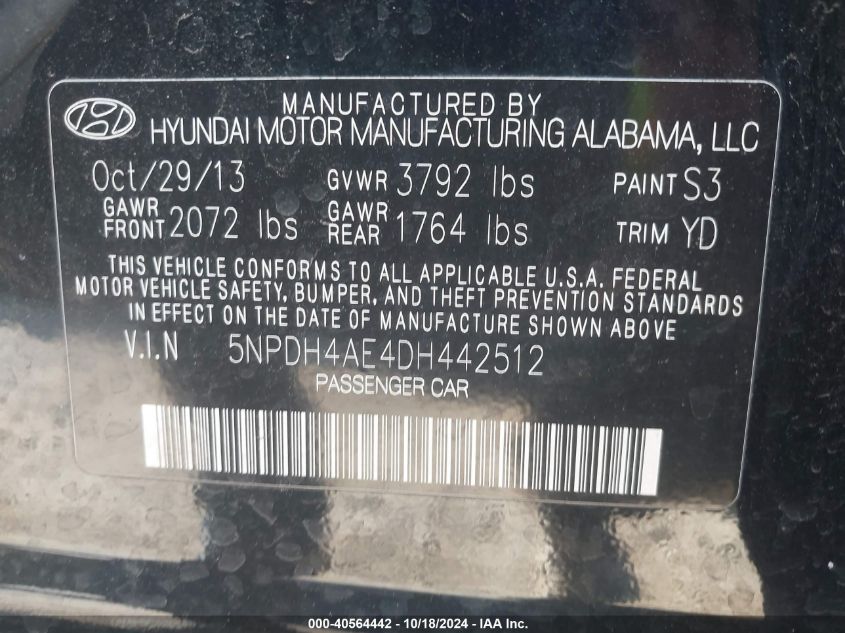 MANUFACTURED BY
HYUNDAI MOTOR MANUFACTURING ALABAMA, LLC
Oct/29/13 GVWR 3792 lbs PAINT S3
GAWR FRONT 2072 lbs GAWR REAR 1764 lbs TRIM YD
THIS VEHICLE CONFORMS TO ALL APPLICABLE U.S.A. FEDERAL
MOTOR VEHICLE SAFETY, BUMPER, AND THEFT PREVENTION STANDARDS
IN EFFECT ON THE DATE OF MANUFACTURE SHOWN ABOVE
V.I.N 5NPDH4AE4DH442512
PASSENGER CAR
000-40564442 - 10/18/2024 - IAA Inc.